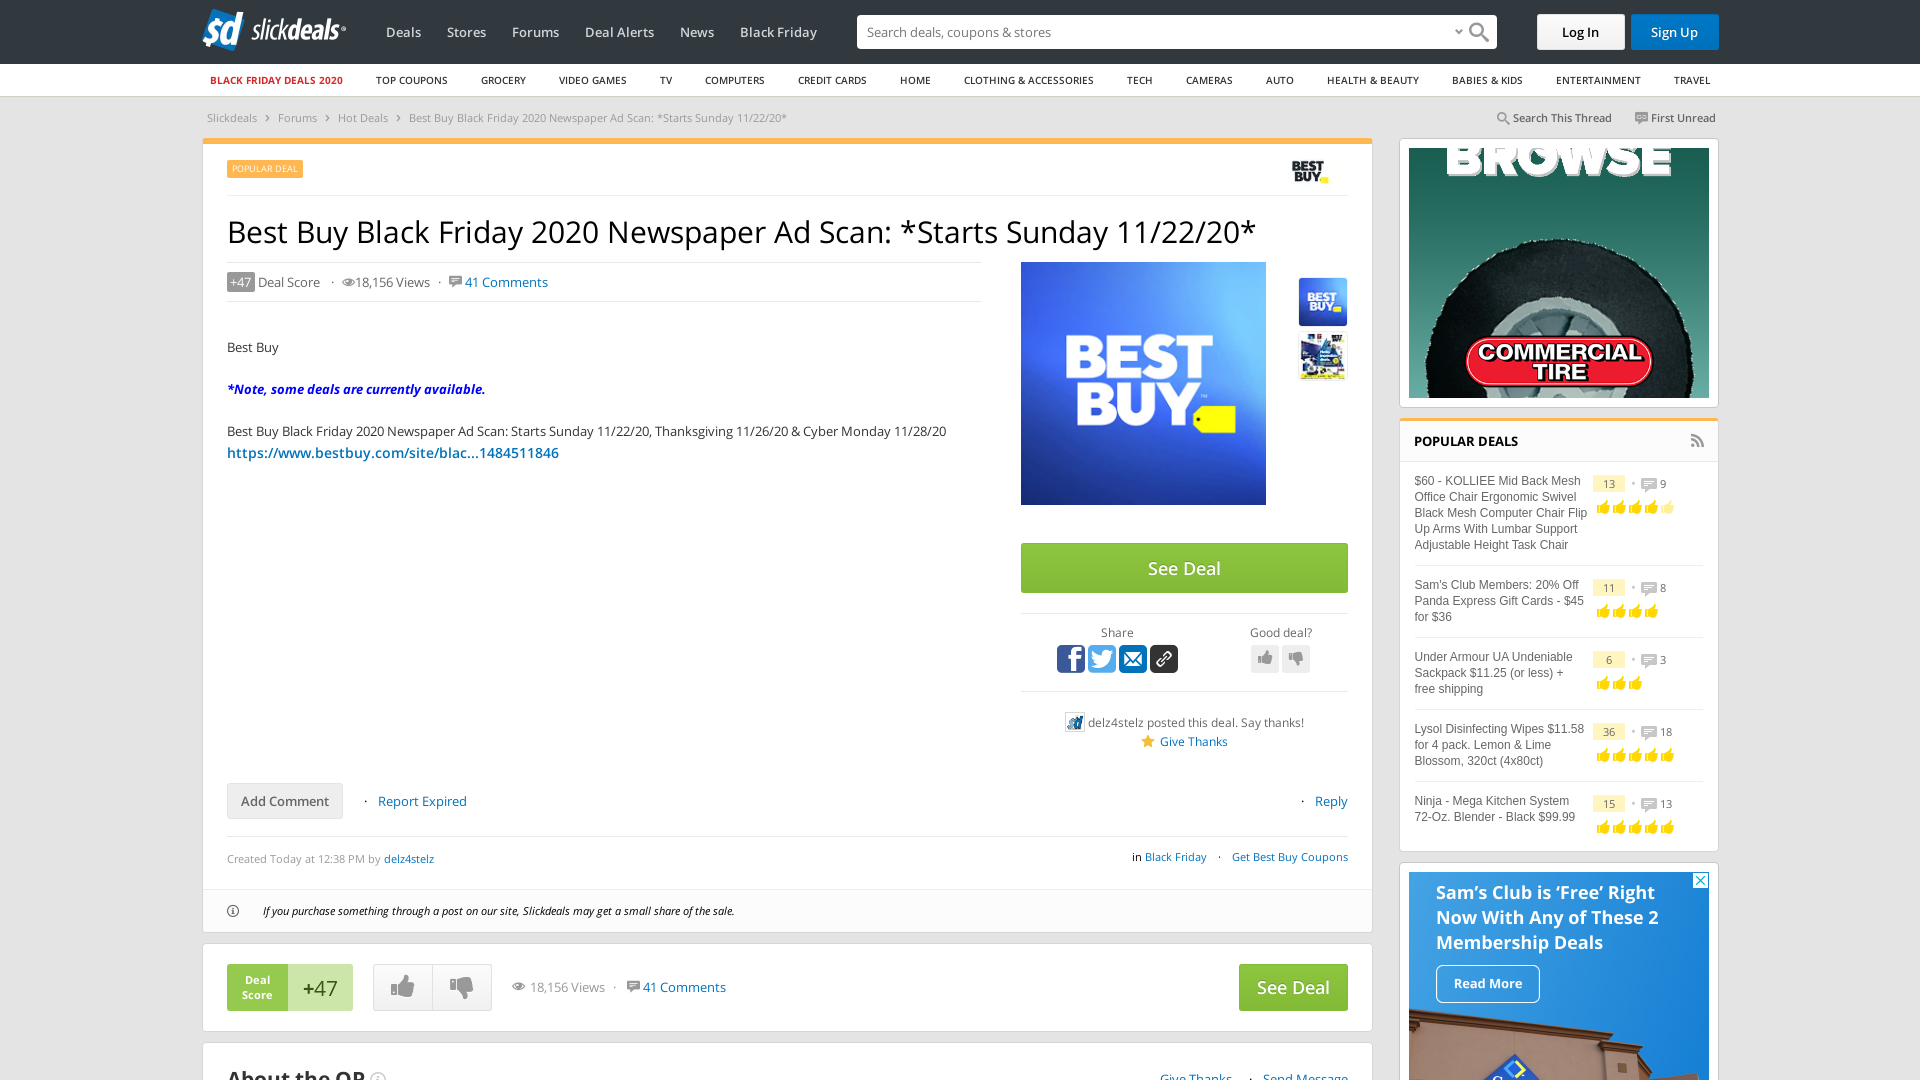 slickdeals
Deals Stores Forums Deal Alerts News Black Friday
Search deals, coupons & shopping
Log In
Sign Up
BLACK FRIDAY DEALS 2020 TOP COUPONS GROCERY VIDEO GAMES TV COMPUTERS CREDIT CARDS HOME CLOTHING & ACCESSORIES TECH CAMERAS AUTO HEALTH & BEAUTY BABIES & KIDS ENTERTAINMENT TRAVEL
Slickdeals > Forums > Hot Deals > Best Buy Black Friday 2020 Newspaper Ad Scan: *Starts Sunday 11/22/20*
Search This Thread First Unread
POPULAR DEAL
BEST
BUY
Best Buy Black Friday 2020 Newspaper Ad Scan: *Starts Sunday 11/22/20*
+47 Deal Score · 18,156 Views · 41 Comments
Best Buy
*Note, some deals are currently available.
Best Buy Black Friday 2020 Newspaper Ad Scan: Starts Sunday 11/22/20, Thanksgiving 11/26/20 & Cyber Monday 11/28/20
https://www.bestbuy.com/site/blac...1484511846
BEST
BUY
BEST
BUY
See Deal
Share
Good deal?
delz4stelz posted this deal. Say thanks!
Give Thanks
Add Comment · Report Expired
· Reply
Created Today at 12:38 PM by delz4stelz
in Black Friday · Get Best Buy Coupons
If you purchase something through a post on our site, Slickdeals may get a small share of the sale.
Deal
Score
+47
18,156 Views · 41 Comments
See Deal
About the OP
Give Thanks · Send Message
BROWSE
COMMERCIAL
TIRE
POPULAR DEALS
$60 - KOLLIEE Mid Back Mesh
Office Chair Ergonomic Swivel
Black Mesh Computer Chair Flip
Up Arms With Lumbar Support
Adjustable Height Task Chair
13 • 9
Sam's Club Members: 20% Off
Panda Express Gift Cards - $45
for $36
11 • 8
Under Armour UA Undeniable
Sackpack $11.25 (or less) +
free shipping
6 • 3
Lysol Disinfecting Wipes $11.58
for 4 pack. Lemon & Lime
Blossom, 320ct (4x80ct)
36 • 18
Ninja - Mega Kitchen System
72-Oz. Blender - Black $99.99
15 • 13
Sam's Club is 'Free' Right
Now With Any of These 2
Membership Deals
Read More